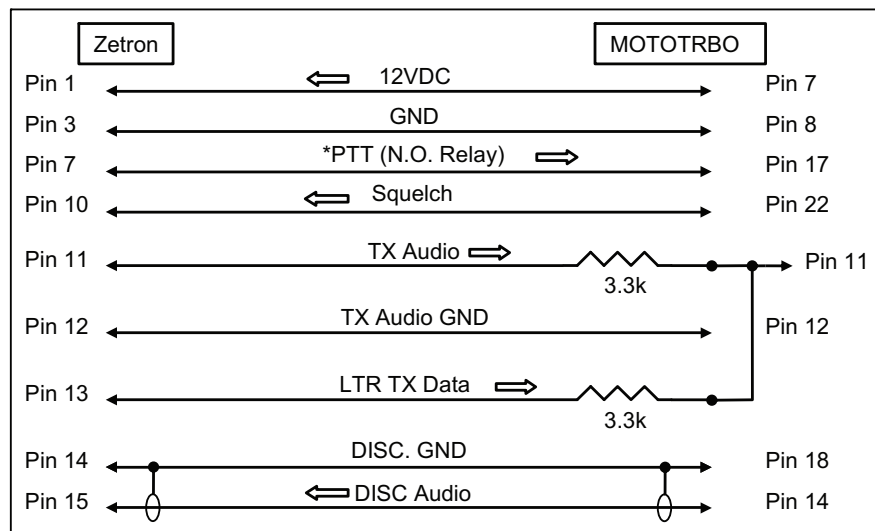 Zetron MOTOTRBO
Pin 1 12VDC Pin 7
Pin 3 GND Pin 8
Pin 7 *PTT (N.O. Relay) Pin 17
Pin 10 Squelch Pin 22
Pin 11 TX Audio Pin 11
3.3k
Pin 12 TX Audio GND Pin 12
Pin 13 LTR TX Data
3.3k
Pin 14 DISC. GND Pin 18
Pin 15 DISC Audio Pin 14